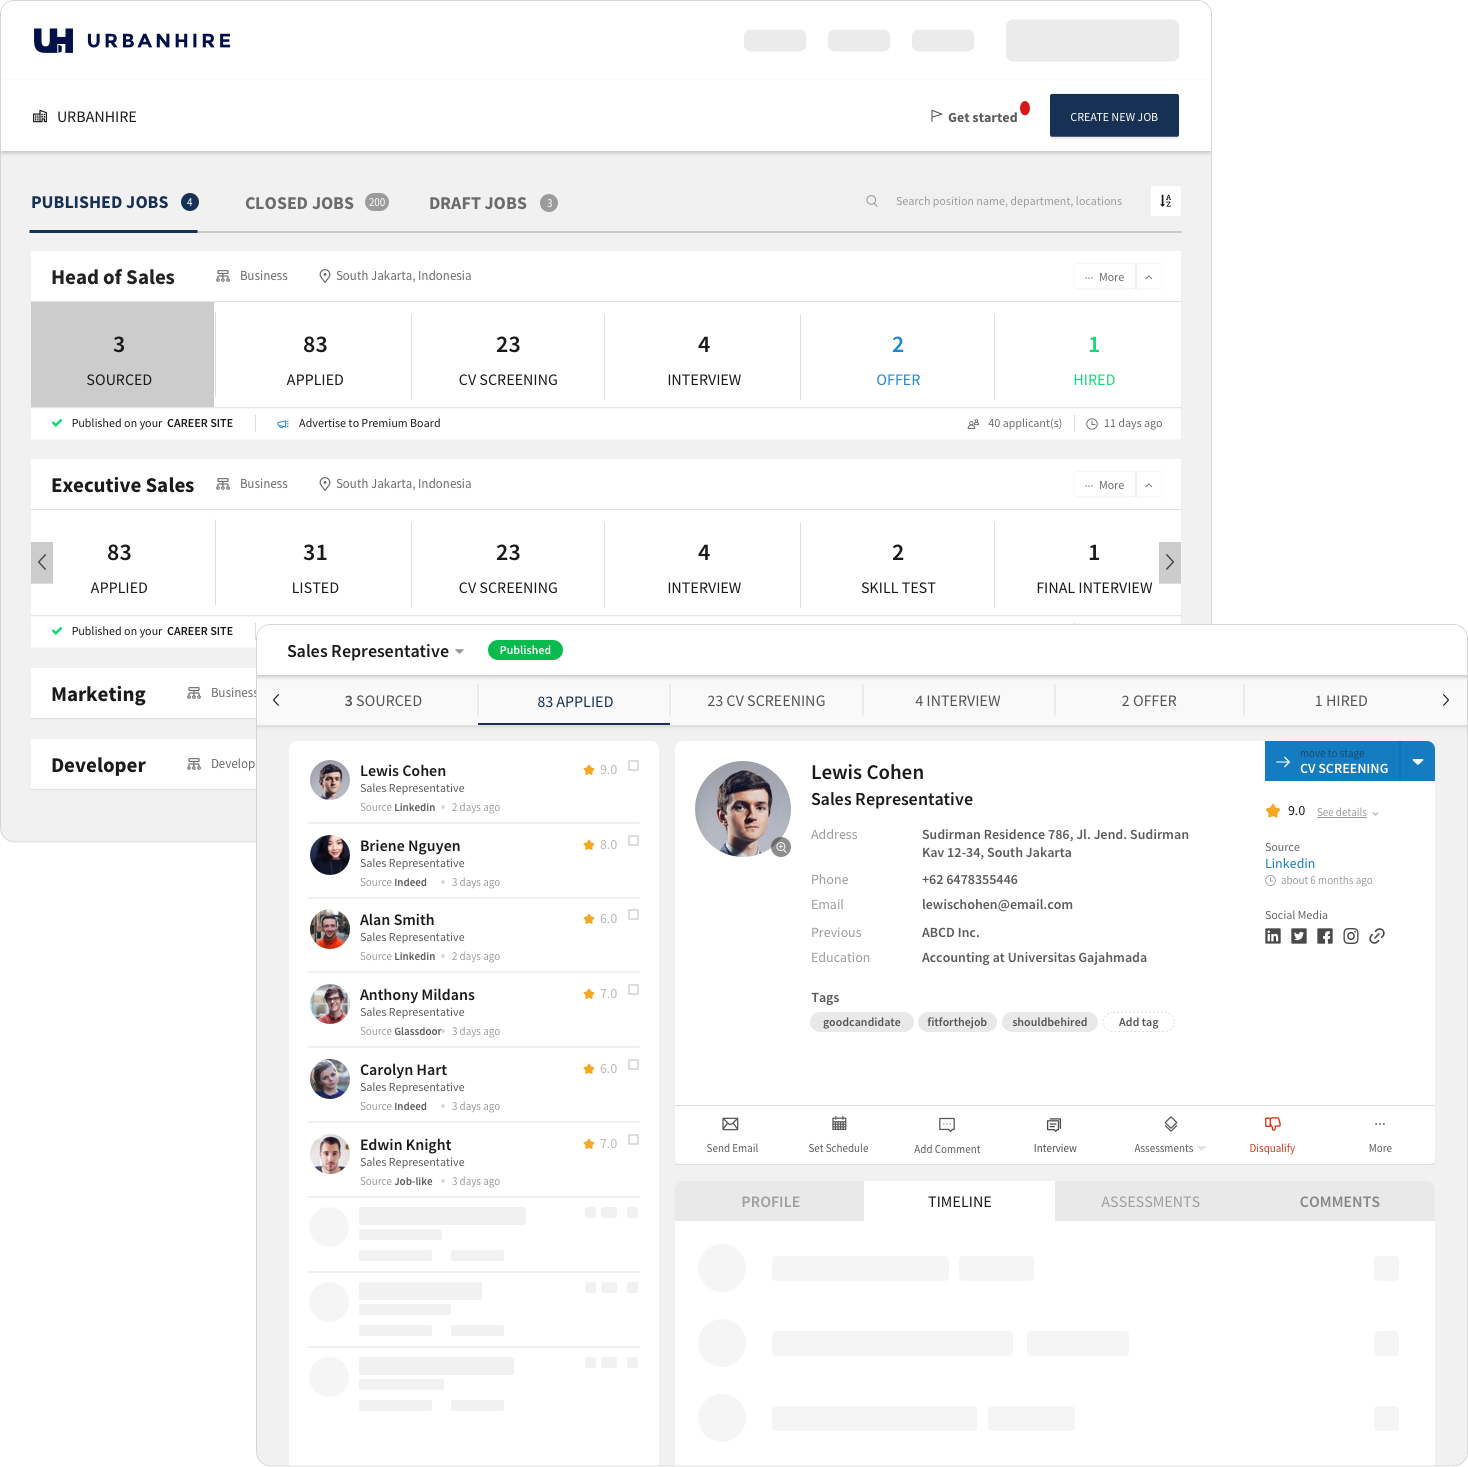 UH URBANHIRE
URBANHIRE
Get started
CREATE NEW JOB
PUBLISHED JOBS 4
CLOSED JOBS 200
DRAFT JOBS 3
Search position name, department, locations
Head of Sales
Business
South Jakarta, Indonesia
More
3 83 23 4 2 1
SOURCED APPLIED CV SCREENING INTERVIEW OFFER HIRED
Published on your CAREER SITE
Advertise to Premium Board
40 applicant(s)
11 days ago
Executive Sales
Business
South Jakarta, Indonesia
More
83 31 23 4 2 1
APPLIED LISTED CV SCREENING INTERVIEW SKILL TEST FINAL INTERVIEW
Published on your CAREER SITE
Marketing
Business
Developer
Develop
Sales Representative
Published
3 SOURCED 83 APPLIED 23 CV SCREENING 4 INTERVIEW 2 OFFER 1 HIRED
Lewis Cohen 9.0
Sales Representative
Source Linkedin 2 days ago
Briene Nguyen 8.0
Sales Representative
Source Indeed 3 days ago
Alan Smith 6.0
Sales Representative
Source Linkedin 2 days ago
Anthony Mildans 7.0
Sales Representative
Source Glassdoor 3 days ago
Carolyn Hart 6.0
Sales Representative
Source Indeed 3 days ago
Edwin Knight 7.0
Sales Representative
Source Job-like 3 days ago
Lewis Cohen
Sales Representative
Address Sudirman Residence 786, Jl. Jend. Sudirman
Kav 12-34, South Jakarta
Phone +62 6478355446
Email lewischohen@email.com
Previous ABCD Inc.
Education Accounting at Universitas Gajahmada
Tags
goodcandidate fitforthejob shouldbehired Add tag
move to stage
CV SCREENING
9.0 See details
Source
Linkedin
about 6 months ago
Social Media
Send Email Set Schedule Add Comment Interview Assessments Disqualify More
PROFILE TIMELINE ASSESSMENTS COMMENTS